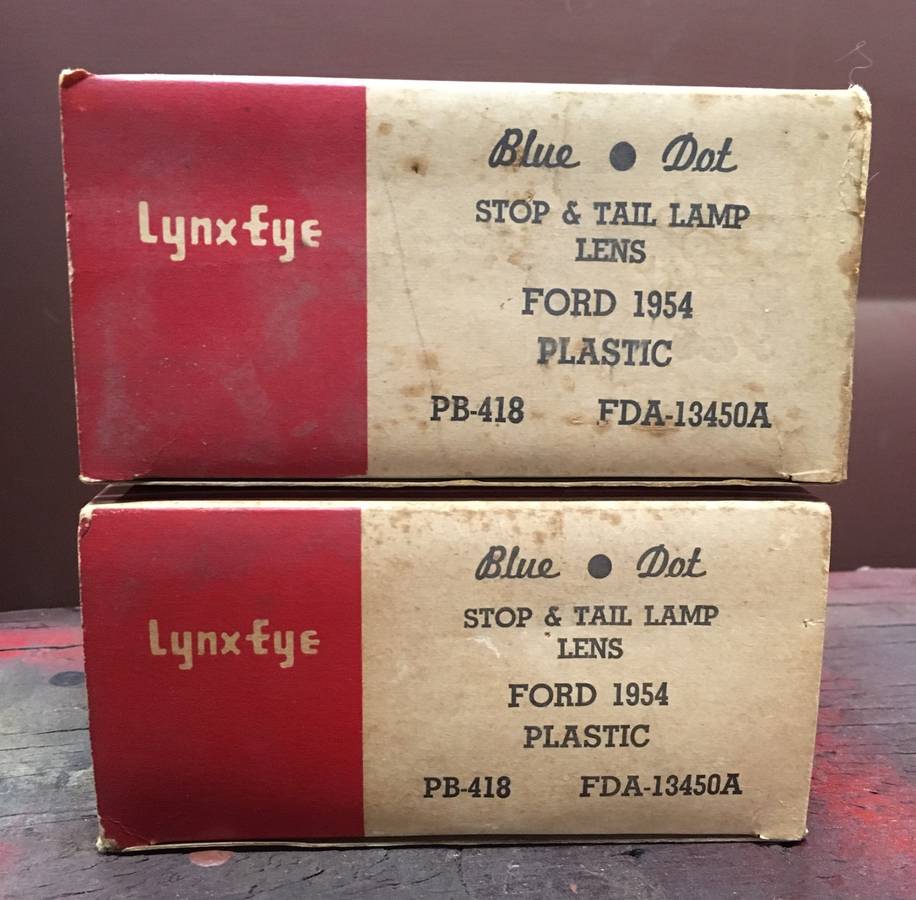 LynxEye
Blue ● Dot
STOP & TAIL LAMP
LENS
FORD 1954
PLASTIC
PB-418 FDA-13450A
LynxEye
Blue ● Dot
STOP & TAIL LAMP
LENS
FORD 1954
PLASTIC
PB-418 FDA-13450A